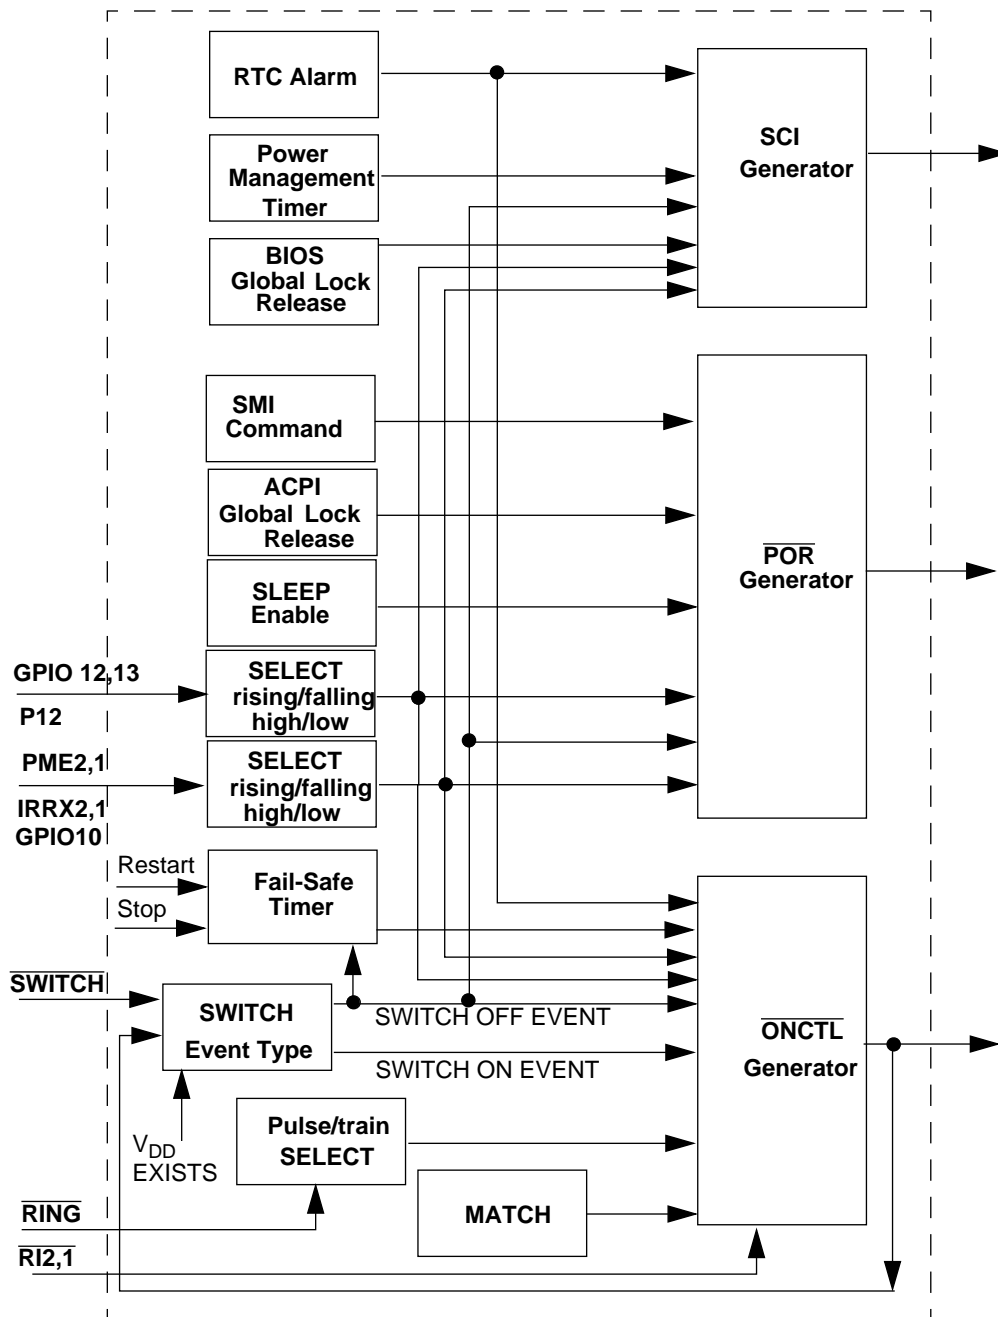 RTC Alarm
SCI
Generator
Power
Management
Timer
BIOS
Global Lock
Release
SMI
Command
ACPI
Global Lock
Release
POR
Generator
SLEEP
Enable
GPIO 12,13
P12
SELECT
rising/falling
high/low
PME2,1
IRRX2,1
GPIO10
SELECT
rising/falling
high/low
Restart
Stop
Fail-Safe
Timer
SWITCH
SWITCH
Event Type
SWITCH OFF EVENT
SWITCH ON EVENT
ONCTL
Generator
VDD
EXISTS
Pulse/train
SELECT
MATCH
RING
RI2,1